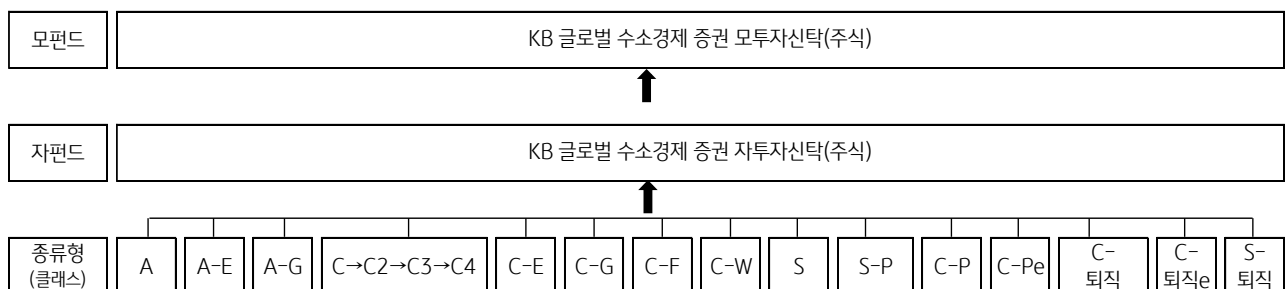 모펀드
KB 글로벌 수소경제 증권 모투자신탁(주식)
자펀드
KB 글로벌 수소경제 증권 자투자신탁(주식)
종류형
(클래스)
A
A-E
A-G
C→C2→C3→C4
C-E
C-G
C-F
C-W
S
S-P
C-P
C-Pe
C-
퇴직
C-
퇴직e
S-
퇴직